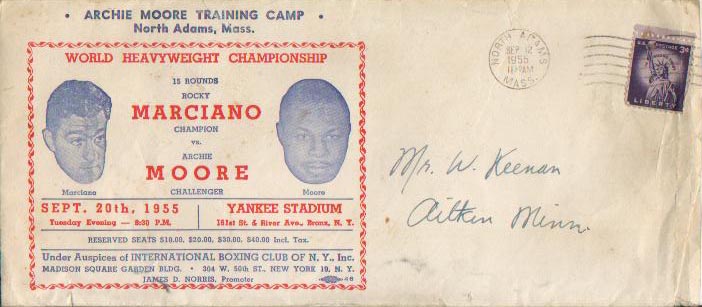 • ARCHIE MOORE TRAINING CAMP •
North Adams, Mass.
WORLD HEAVYWEIGHT CHAMPIONSHIP
15 ROUNDS
ROCKY
MARCIANO
CHAMPION
vs.
ARCHIE
MOORE
CHALLENGER
Marciano
Moore
SEPT. 20th, 1955
Tuesday Evening — 8:30 P.M.
YANKEE STADIUM
161st St. & River Ave., Bronx, N. Y.
RESERVED SEATS $10.00, $20.00, $30.00, $40.00 Incl. Tax.
Under Auspices of INTERNATIONAL BOXING CLUB OF N. Y., Inc.
MADISON SQUARE GARDEN BLDG. • 304 W. 50th ST., NEW YORK 19, N. Y.
JAMES D. NORRIS, Promoter
NORTH ADAMS
SEP 12
1955
MASS.
U.S. POSTAGE 3¢
LIBERTY
Mr. W. Keenan
Aitkin Minn.